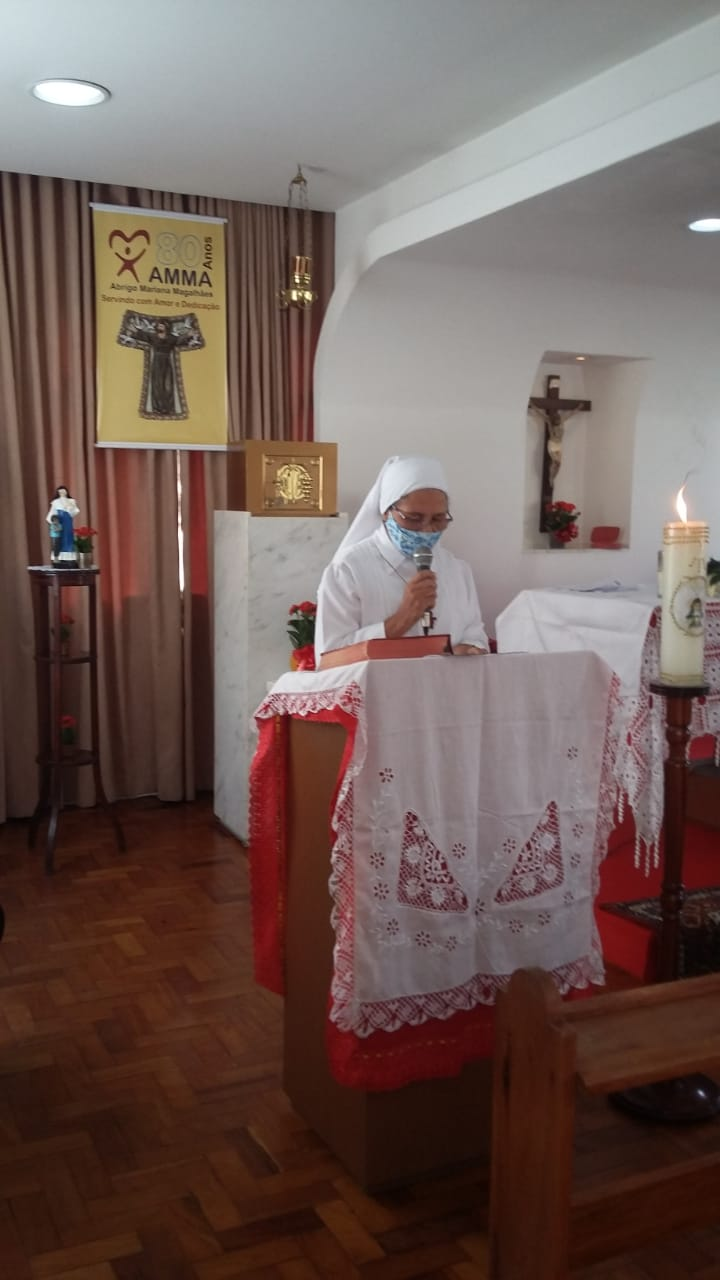 80 Anos
AMMA
Abrigo Mariana Magalhães
Servindo com Amor e Dedicação